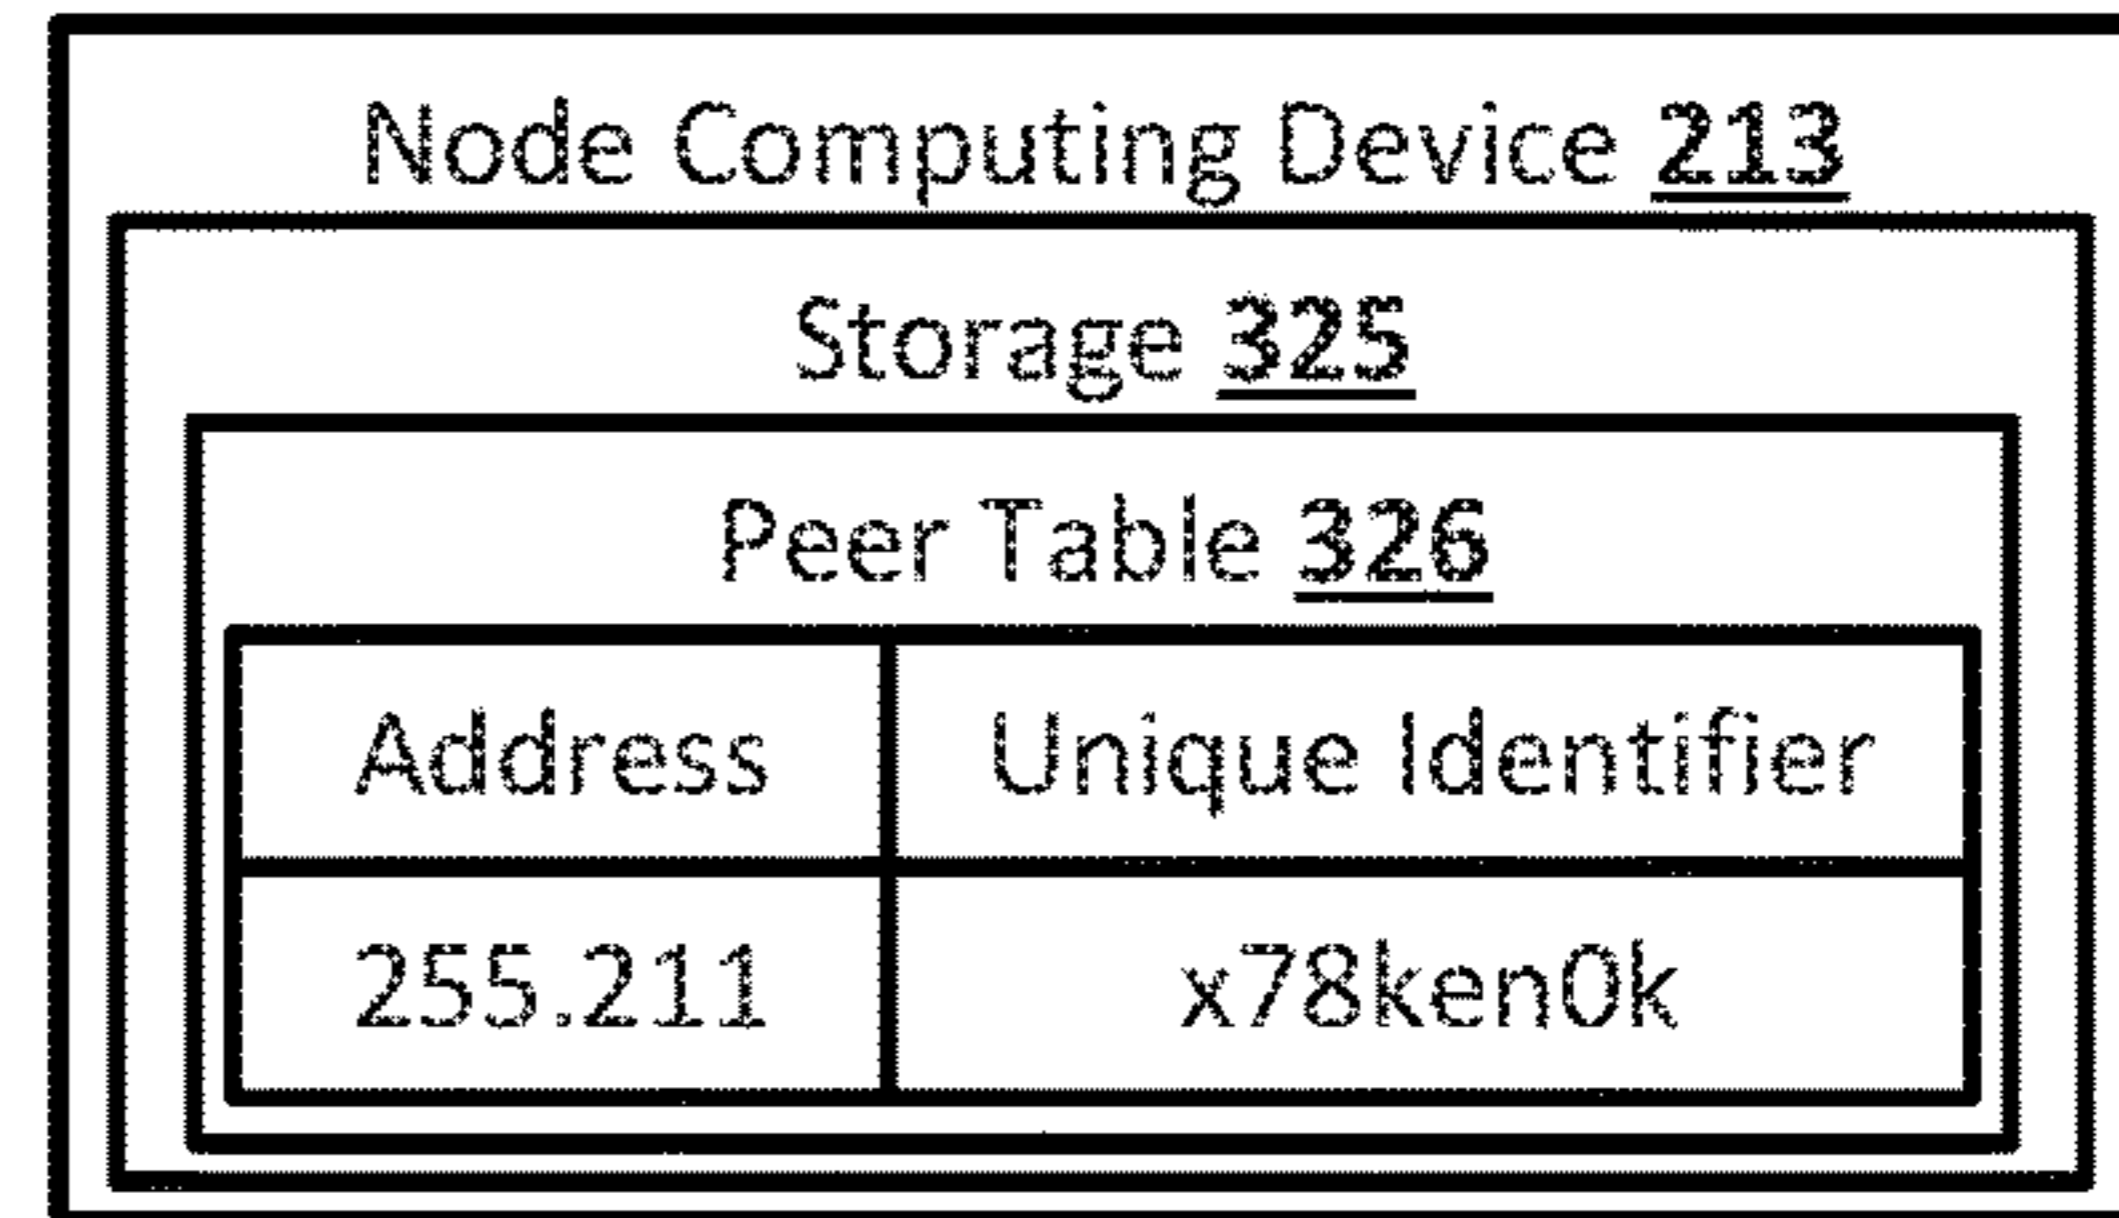 Node Computing Device 213
Storage 325
Peer Table 326
Address Unique Identifier
255.211 x78ken0k